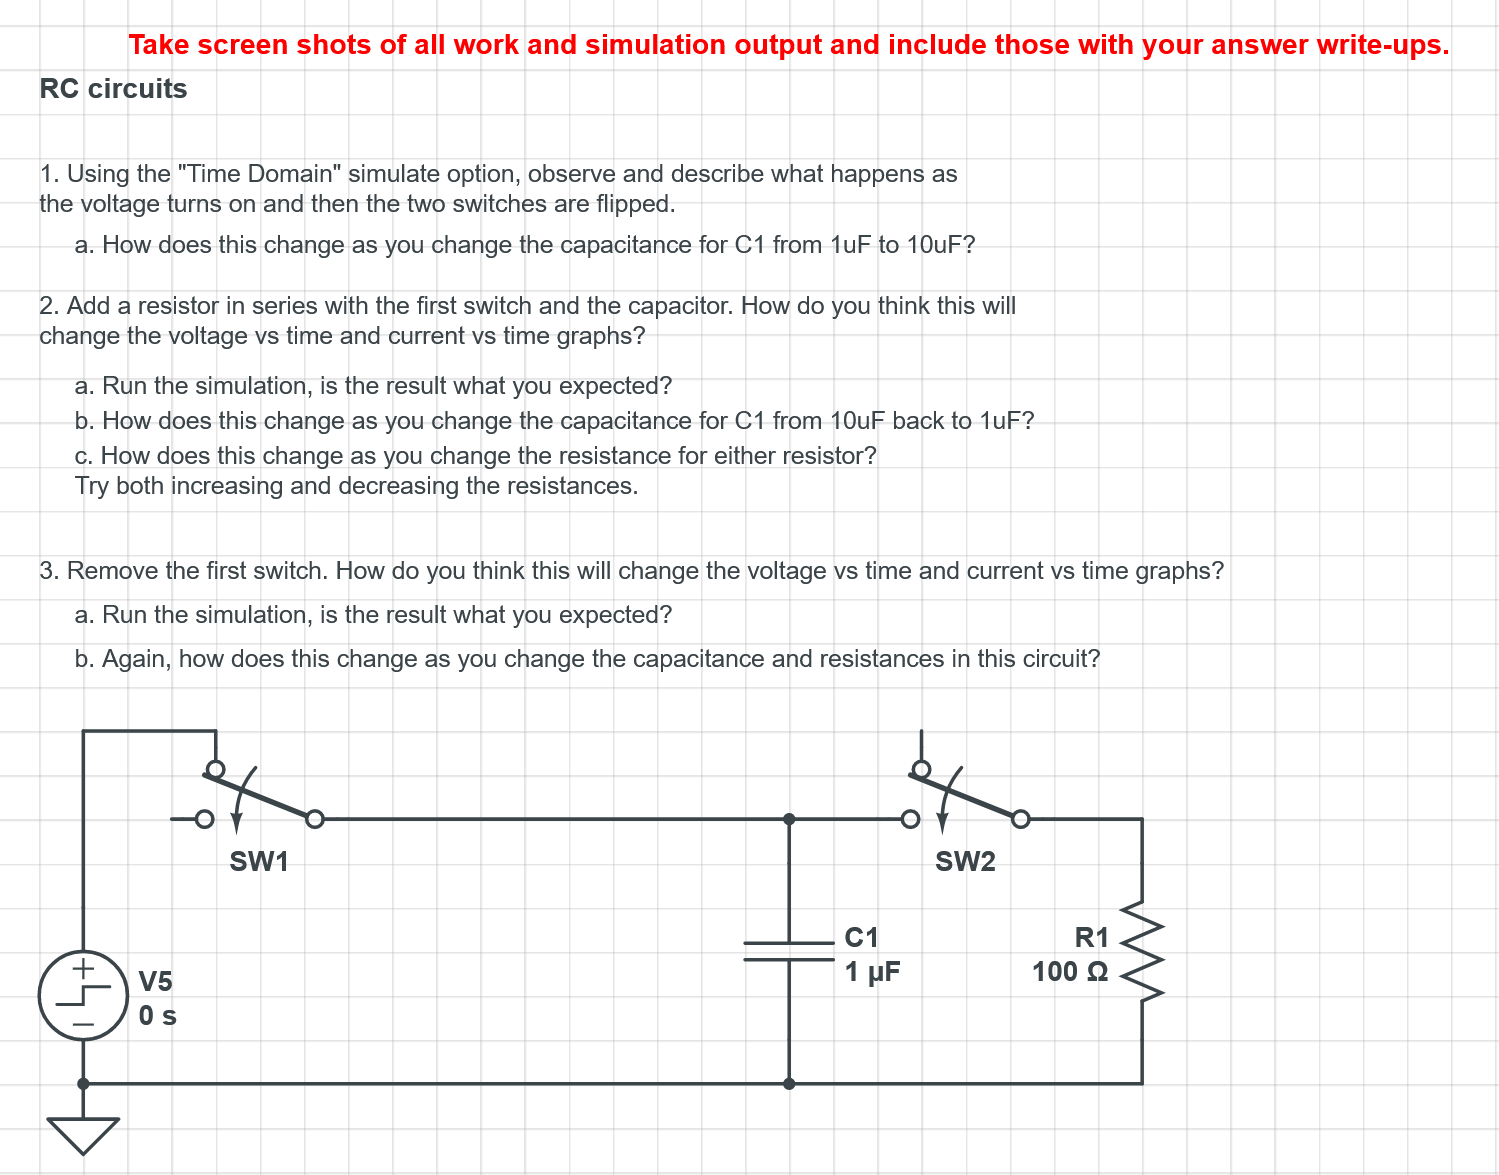 Take screen shots of all work and simulation output and include those with your answer write-ups.
RC circuits
1. Using the "Time Domain" simulate option, observe and describe what happens as
the voltage turns on and then the two switches are flipped.
a. How does this change as you change the capacitance for C1 from 1uF to 10uF?
2. Add a resistor in series with the first switch and the capacitor. How do you think this will
change the voltage vs time and current vs time graphs?
a. Run the simulation, is the result what you expected?
b. How does this change as you change the capacitance for C1 from 10uF back to 1uF?
c. How does this change as you change the resistance for either resistor?
Try both increasing and decreasing the resistances.
3. Remove the first switch. How do you think this will change the voltage vs time and current vs time graphs?
a. Run the simulation, is the result what you expected?
b. Again, how does this change as you change the capacitance and resistances in this circuit?
SW1
SW2
C1
1 µF
R1
100 Ω
V5
0 s